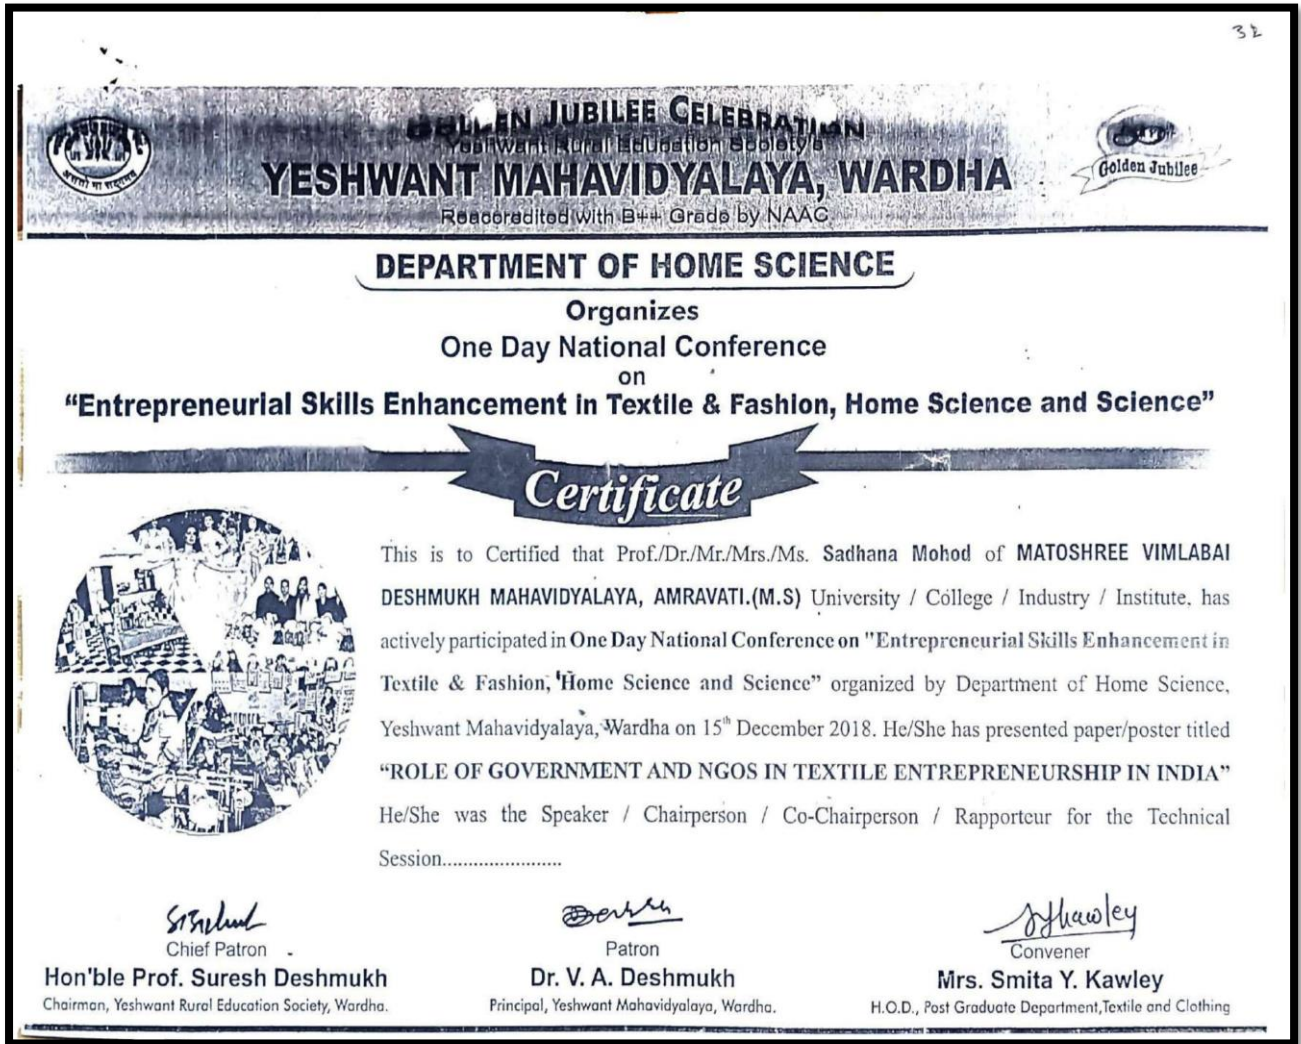 32
GOLDEN JUBILEE CELEBRATION
Yeshwant Rural Education Society's
YESHWANT MAHAVIDYALAYA, WARDHA
Reaccredited with B++ Grade by NAAC
Golden Jubilee
DEPARTMENT OF HOME SCIENCE
Organizes
One Day National Conference
on
“Entrepreneurial Skills Enhancement in Textile & Fashion, Home Science and Science”
Certificate
This is to Certified that Prof./Dr./Mr./Mrs./Ms. Sadhana Mohod of MATOSHREE VIMLABAI
DESHMUKH MAHAVIDYALAYA, AMRAVATI.(M.S) University / College / Industry / Institute, has
actively participated in One Day National Conference on "Entrepreneurial Skills Enhancement in
Textile & Fashion, 'Home Science and Science” organized by Department of Home Science,
Yeshwant Mahavidyalaya, Wardha on 15th December 2018. He/She has presented paper/poster titled
“ROLE OF GOVERNMENT AND NGOS IN TEXTILE ENTREPRENEURSHIP IN INDIA”
He/She was the Speaker / Chairperson / Co-Chairperson / Rapporteur for the Technical
Session.......................
Chief Patron
Hon'ble Prof. Suresh Deshmukh
Chairman, Yeshwant Rural Education Society, Wardha.
Patron
Dr. V. A. Deshmukh
Principal, Yeshwant Mahavidyalaya, Wardha.
Convener
Mrs. Smita Y. Kawley
H.O.D., Post Graduate Department,Textile and Clothing